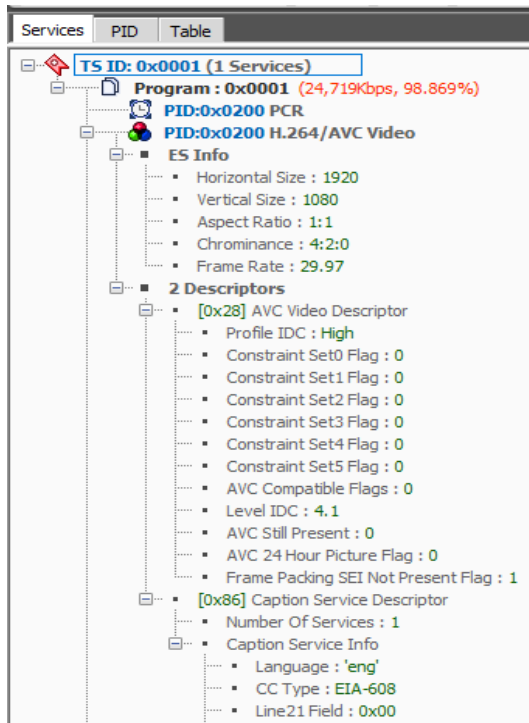 Services PID Table
TS ID: 0x0001 (1 Services)
Program : 0x0001 (24,719Kbps, 98.869%)
PID:0x0200 PCR
PID:0x0200 H.264/AVC Video
ES Info
Horizontal Size : 1920
Vertical Size : 1080
Aspect Ratio : 1:1
Chrominance : 4:2:0
Frame Rate : 29.97
2 Descriptors
[0x28] AVC Video Descriptor
Profile IDC : High
Constraint Set0 Flag : 0
Constraint Set1 Flag : 0
Constraint Set2 Flag : 0
Constraint Set3 Flag : 0
Constraint Set4 Flag : 0
Constraint Set5 Flag : 0
AVC Compatible Flags : 0
Level IDC : 4.1
AVC Still Present : 0
AVC 24 Hour Picture Flag : 0
Frame Packing SEI Not Present Flag : 1
[0x86] Caption Service Descriptor
Number Of Services : 1
Caption Service Info
Language : 'eng'
CC Type : EIA-608
Line21 Field : 0x00